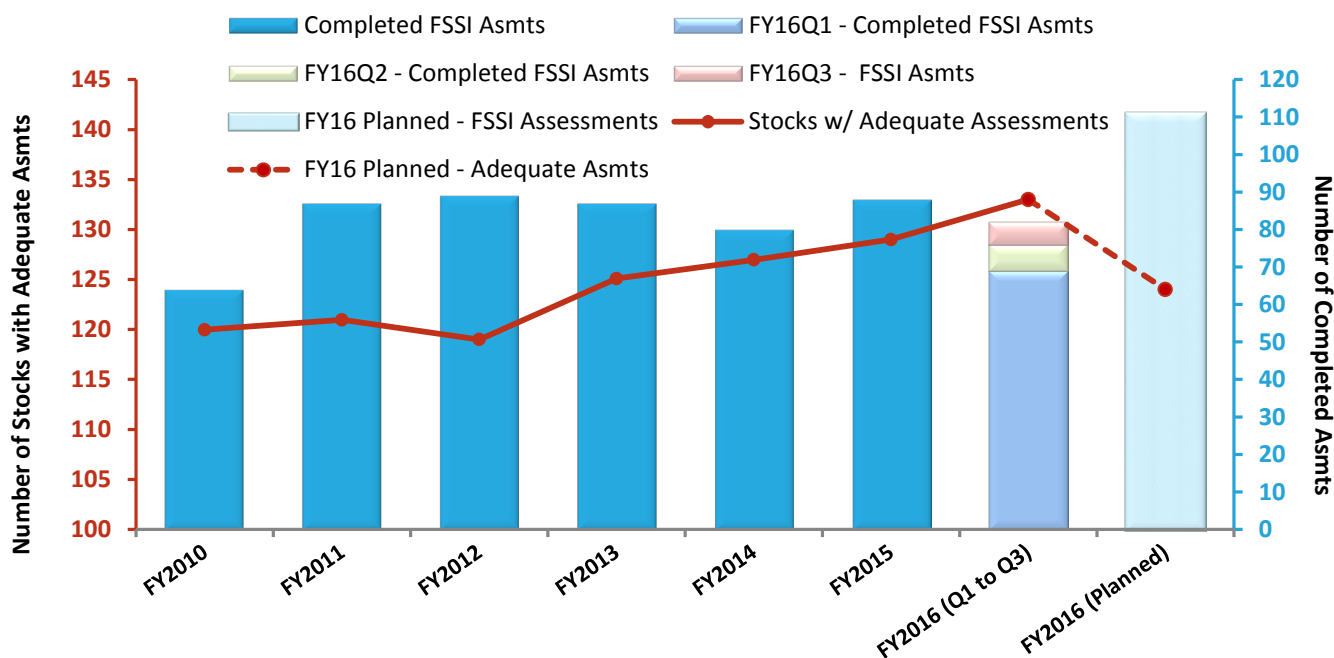 Completed FSSI Asmts
FY16Q1 - Completed FSSI Asmts
FY16Q2 - Completed FSSI Asmts
FY16Q3 -  FSSI Asmts
FY16 Planned - FSSI Assessments
Stocks w/ Adequate Assessments
FY16 Planned - Adequate Asmts
Number of Stocks with Adequate Asmts
145
140
135
130
125
120
115
110
105
100
120
110
100
90
80
70
60
50
40
30
20
10
0
Number of Completed Asmts
FY2010
FY2011
FY2012
FY2013
FY2014
FY2015
FY2016 (Q1 to Q3)
FY2016 (Planned)